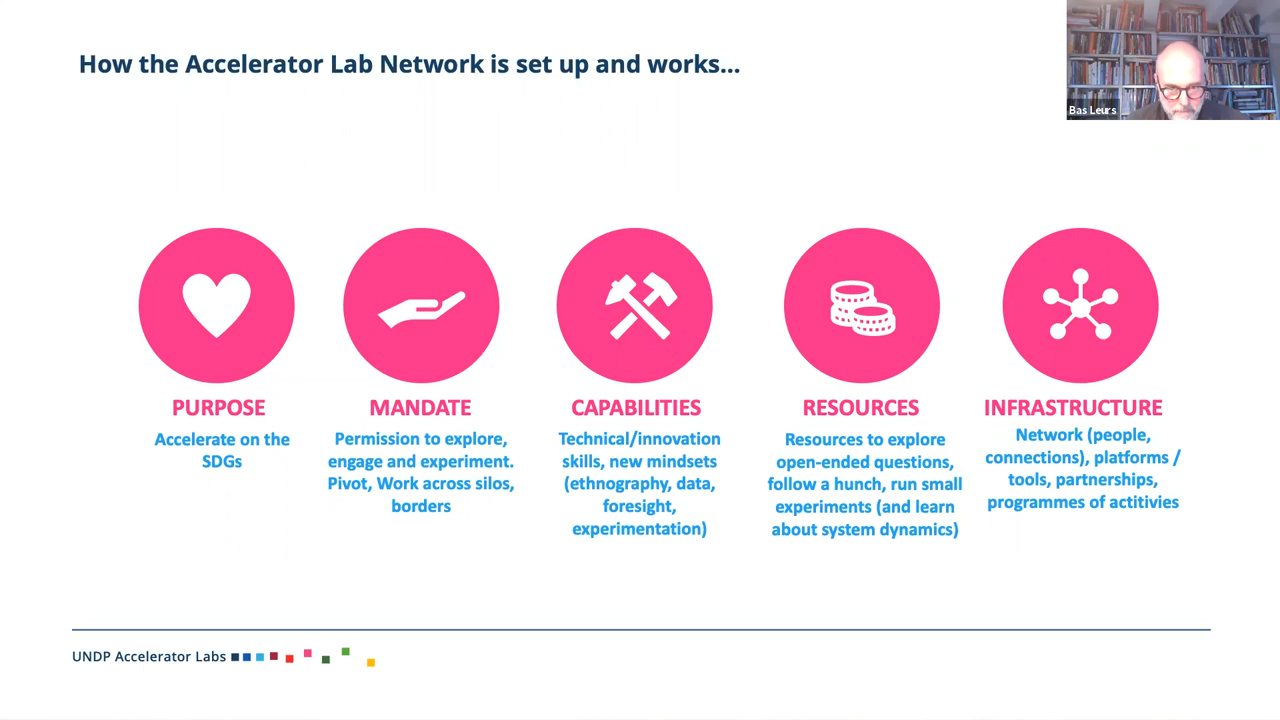 How the Accelerator Lab Network is set up and works...
Bas Leurs
PURPOSE
Accelerate on the
SDGs
MANDATE
Permission to explore,
engage and experiment.
Pivot, Work across silos,
borders
CAPABILITIES
Technical/innovation
skills, new mindsets
(ethnography, data,
foresight,
experimentation)
RESOURCES
Resources to explore
open-ended questions,
follow a hunch, run small
experiments (and learn
about system dynamics)
INFRASTRUCTURE
Network (people,
connections), platforms /
tools, partnerships,
programmes of actitivies
UNDP Accelerator Labs